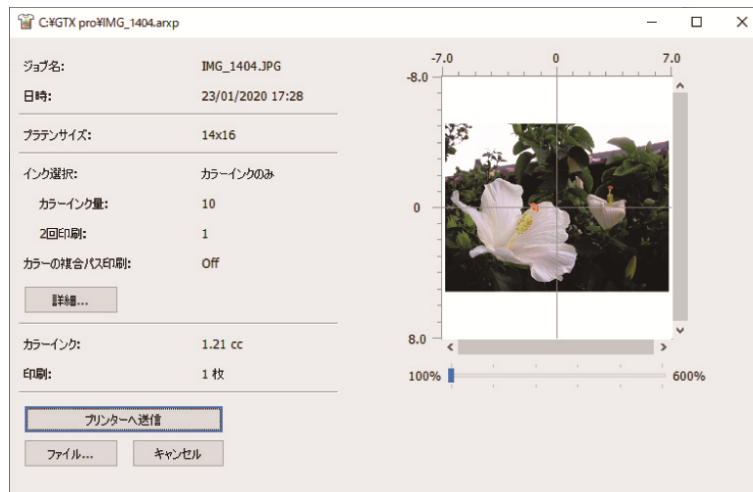 C:¥GTX pro¥IMG_1404.arxp
ジョブ名: IMG_1404.JPG
日時: 23/01/2020 17:28
プラテンサイズ: 14x16
インク選択: カラーインクのみ
カラーインク量: 10
2回印刷: 1
カラーの複合パス印刷: Off
詳細...
カラーインク: 1.21 cc
印刷: 1 枚
プリンターへ送信
ファイル... キャンセル
-7.0 0 7.0
-8.0
0
8.0
100% 600%